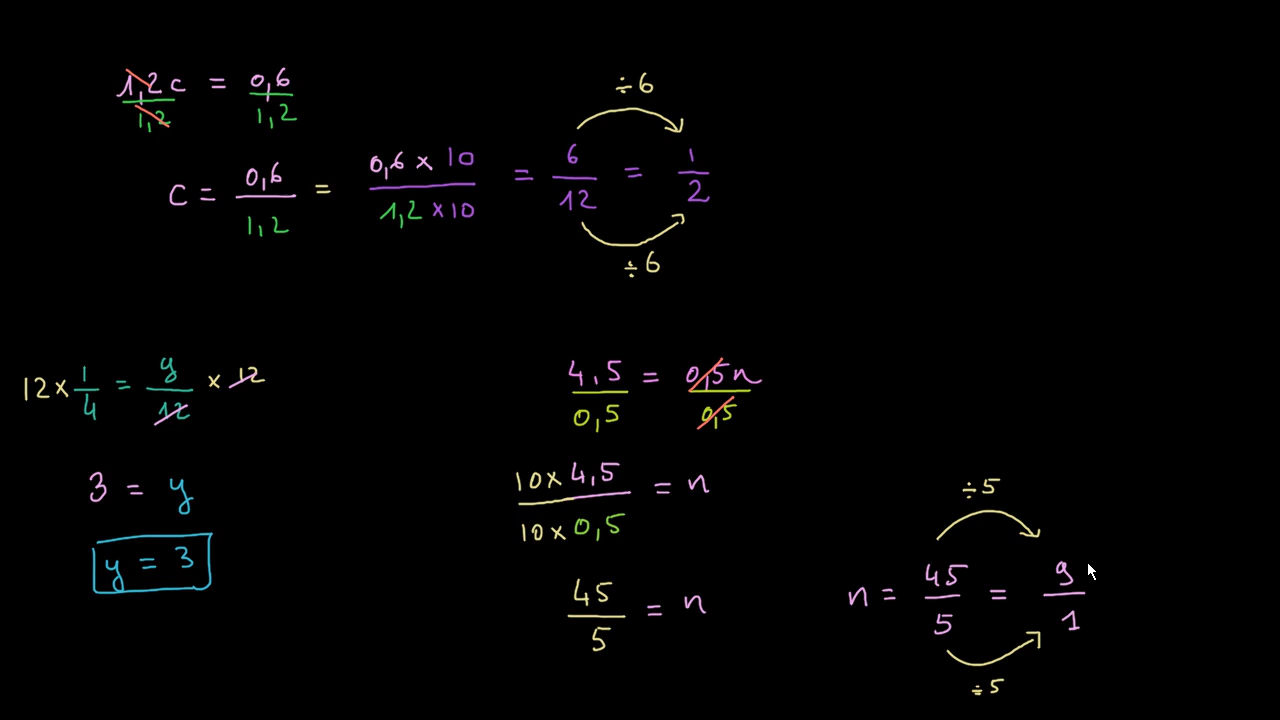 1,2c / 1,2 = 0,6 / 1,2
÷6
C = 0,6 / 1,2 = 0,6 × 10 / 1,2 × 10 = 6 / 12 = 1 / 2
÷6
12 × 1 / 4 = y / 12 × 12
3 = y
y = 3
4,5 / 0,5 = 0,5n / 0,5
10 × 4,5 / 10 × 0,5 = n
45 / 5 = n
÷5
n = 45 / 5 = 9 / 1
÷5